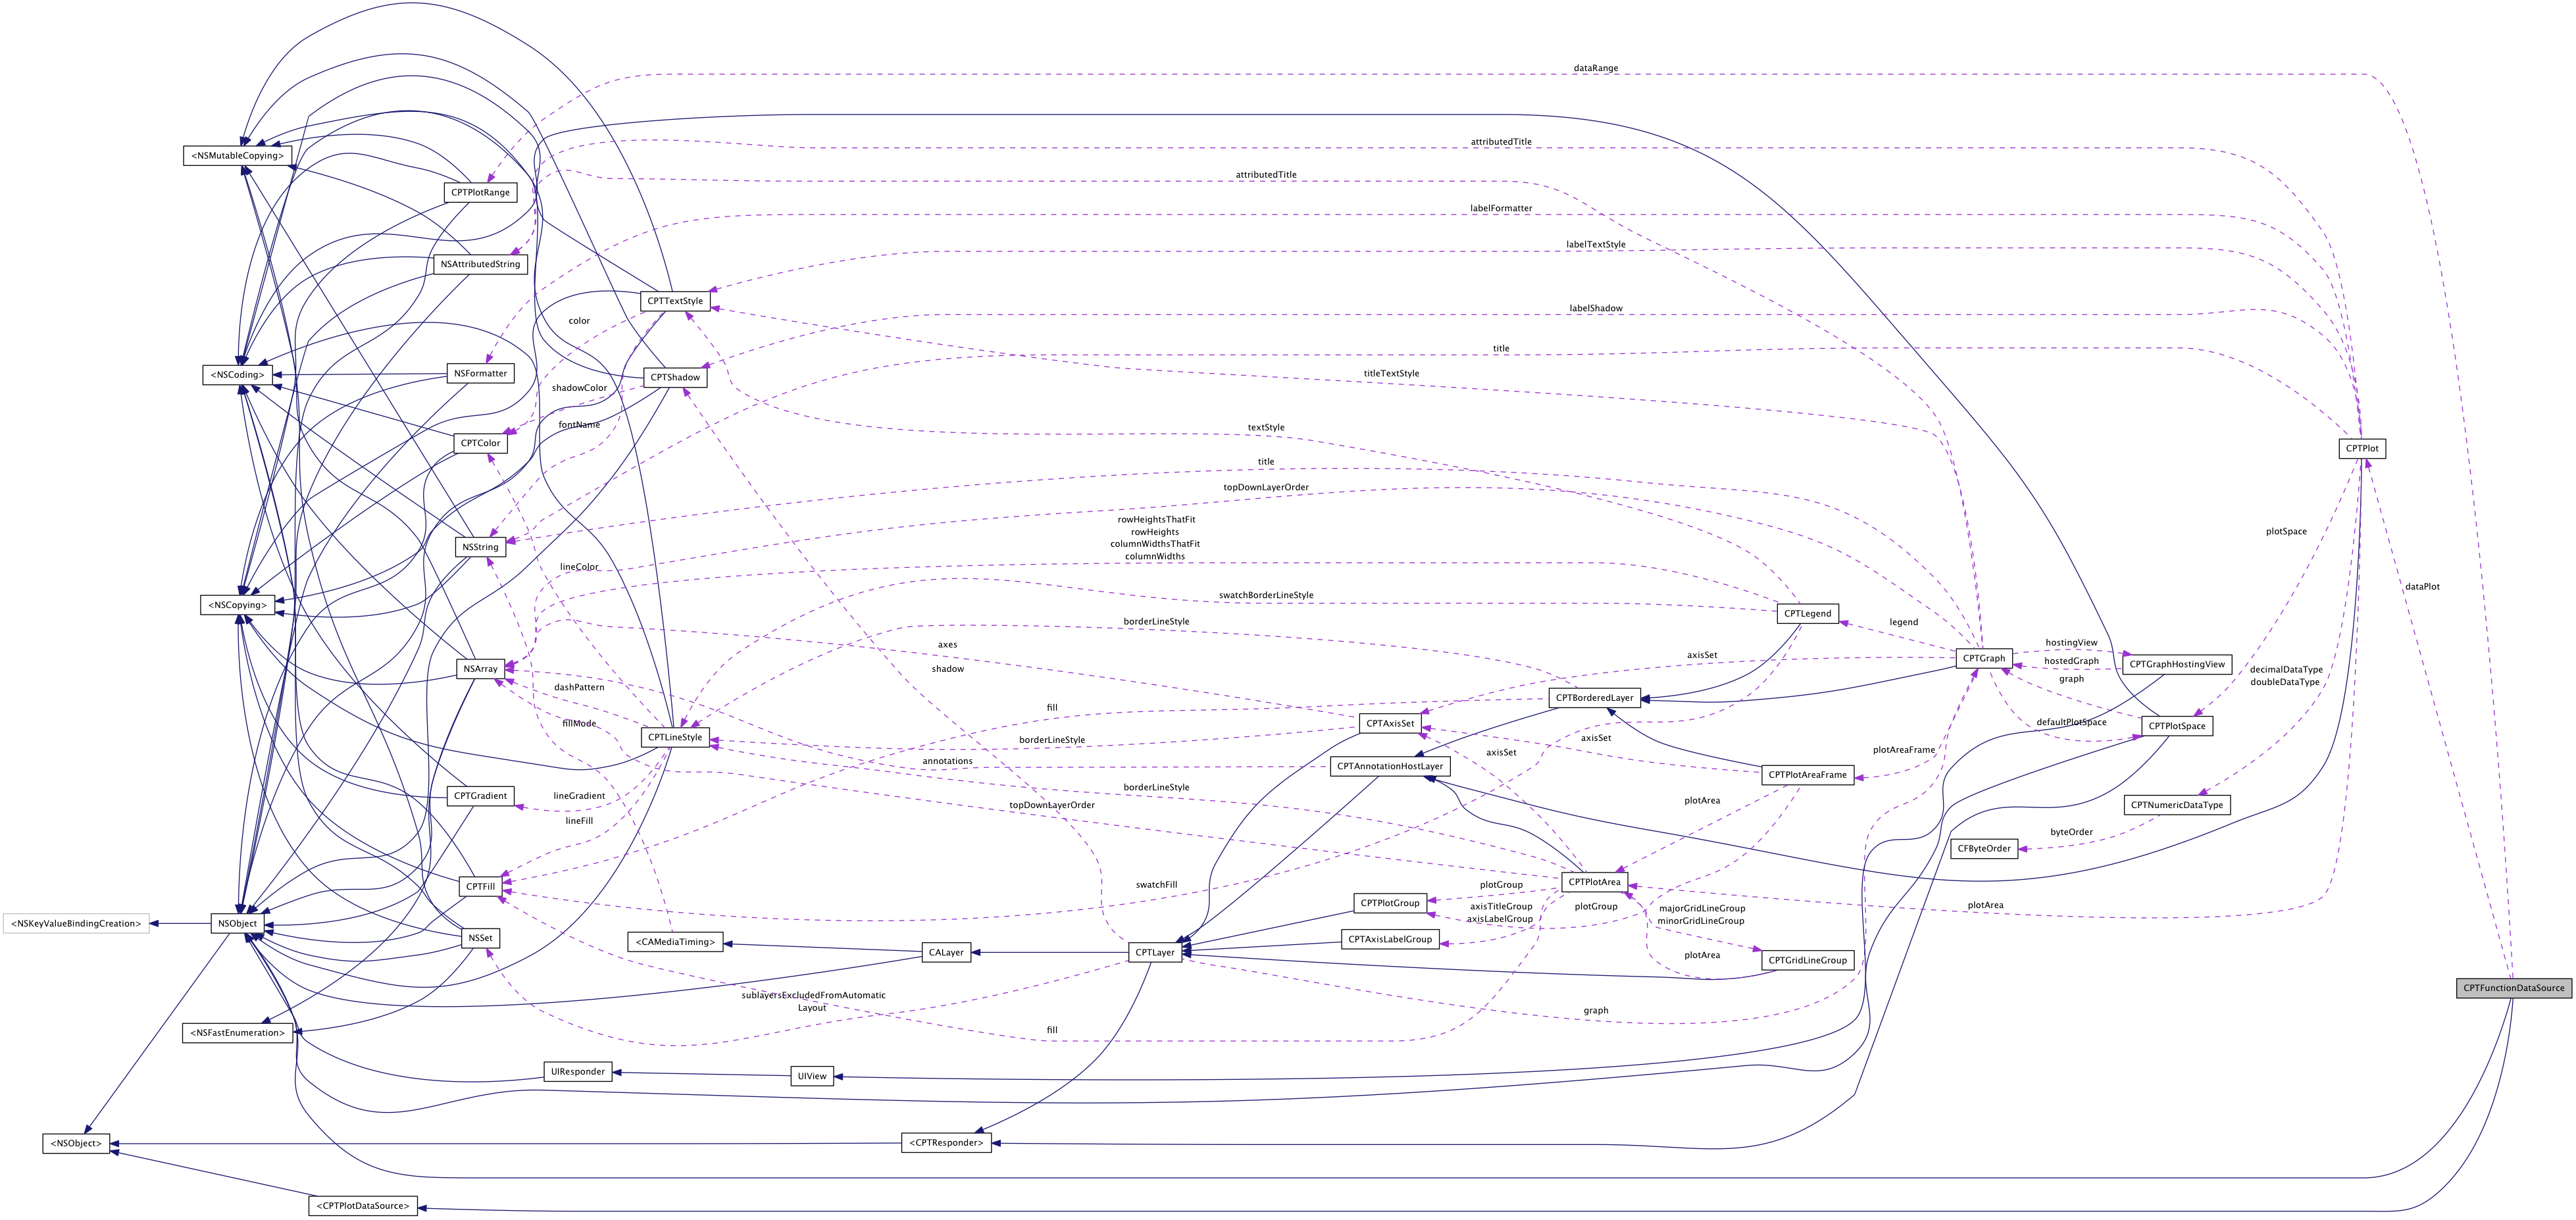 dataRange
attributedTitle
<NSMutableCopying>
attributedTitle
CPTPlotRange
labelFormatter
labelTextStyle
NSAttributedString
CPTTextStyle
labelShadow
color
title
<NSCoding>
NSFormatter
CPTShadow
titleTextStyle
shadowColor
fontName
textStyle
CPTColor
CPTPlot
title
topDownLayerOrder
rowHeightsThatFit
rowHeights
columnWidthsThatFit
columnWidths
plotSpace
NSString
lineColor
dataPlot
swatchBorderLineStyle
<NSCopying>
CPTLegend
borderLineStyle
legend
axes
shadow
axisSet
hostingView
hostedGraph
CPTGraph
CPTGraphHostingView
NSArray
decimalDataType
doubleDataType
graph
dashPattern
CPTBorderedLayer
fill
fillMode
CPTAxisSet
defaultPlotSpace
CPTPlotSpace
CPTLineStyle
borderLineStyle
axisSet
axisSet
plotAreaFrame
annotations
CPTAnnotationHostLayer
CPTPlotAreaFrame
borderLineStyle
CPTGradient
lineGradient
topDownLayerOrder
plotArea
CPTNumericDataType
lineFill
byteOrder
CFByteOrder
CPTFill
swatchFill
CPTPlotArea
plotGroup
CPTPlotGroup
axisTitleGroup
axisLabelGroup
plotGroup
majorGridLineGroup
minorGridLineGroup
plotArea
<NSKeyValueBindingCreation>
NSObject
NSSet
<CAMediaTiming>
CALayer
CPTLayer
CPTAxisLabelGroup
plotArea
CPTGridLineGroup
CPTFunctionDataSource
sublayersExcludedFromAutomatic
Layout
graph
<NSFastEnumeration>
fill
UIResponder
UIView
<NSObject>
<CPTResponder>
<CPTPlotDataSource>